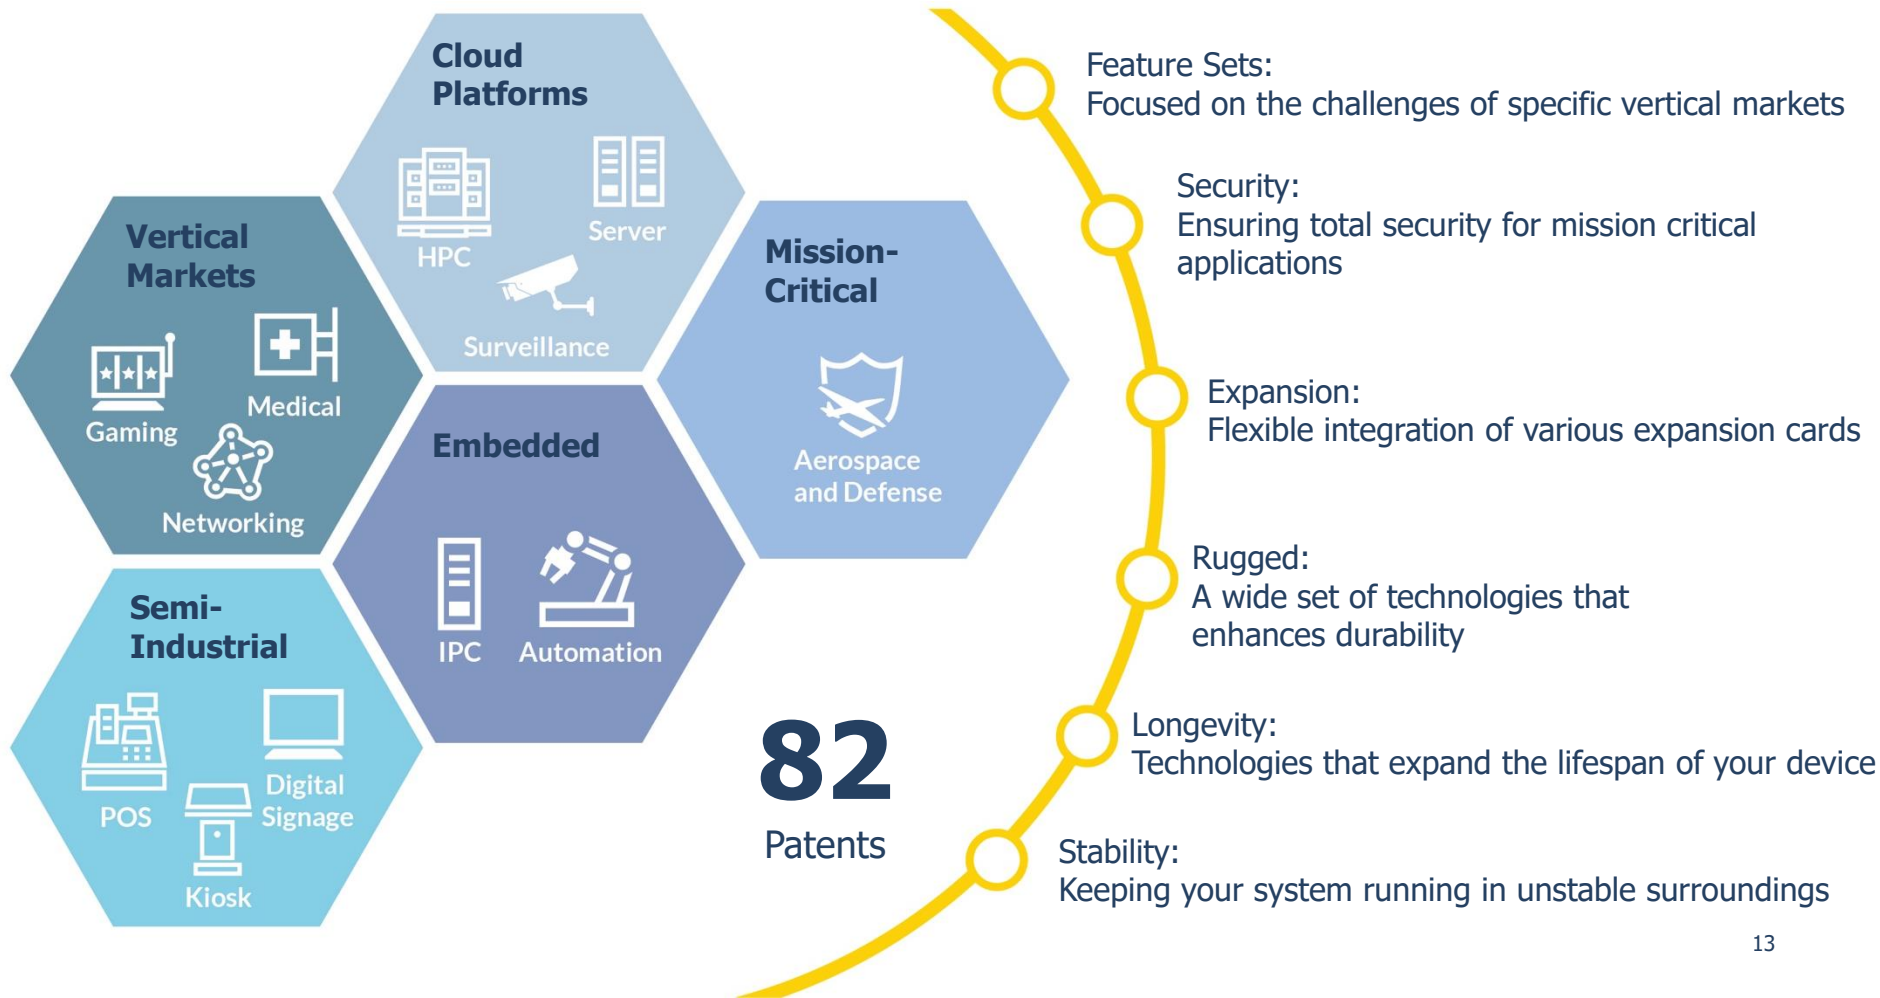 Cloud
Platforms
HPC
Server
Surveillance
Vertical
Markets
Gaming
Medical
Networking
Mission-
Critical
Aerospace
and Defense
Embedded
IPC
Automation
Semi-
Industrial
POS
Digital
Signage
Kiosk
82
Patents
Feature Sets:
Focused on the challenges of specific vertical markets
Security:
Ensuring total security for mission critical
applications
Expansion:
Flexible integration of various expansion cards
Rugged:
A wide set of technologies that
enhances durability
Longevity:
Technologies that expand the lifespan of your device
Stability:
Keeping your system running in unstable surroundings
13